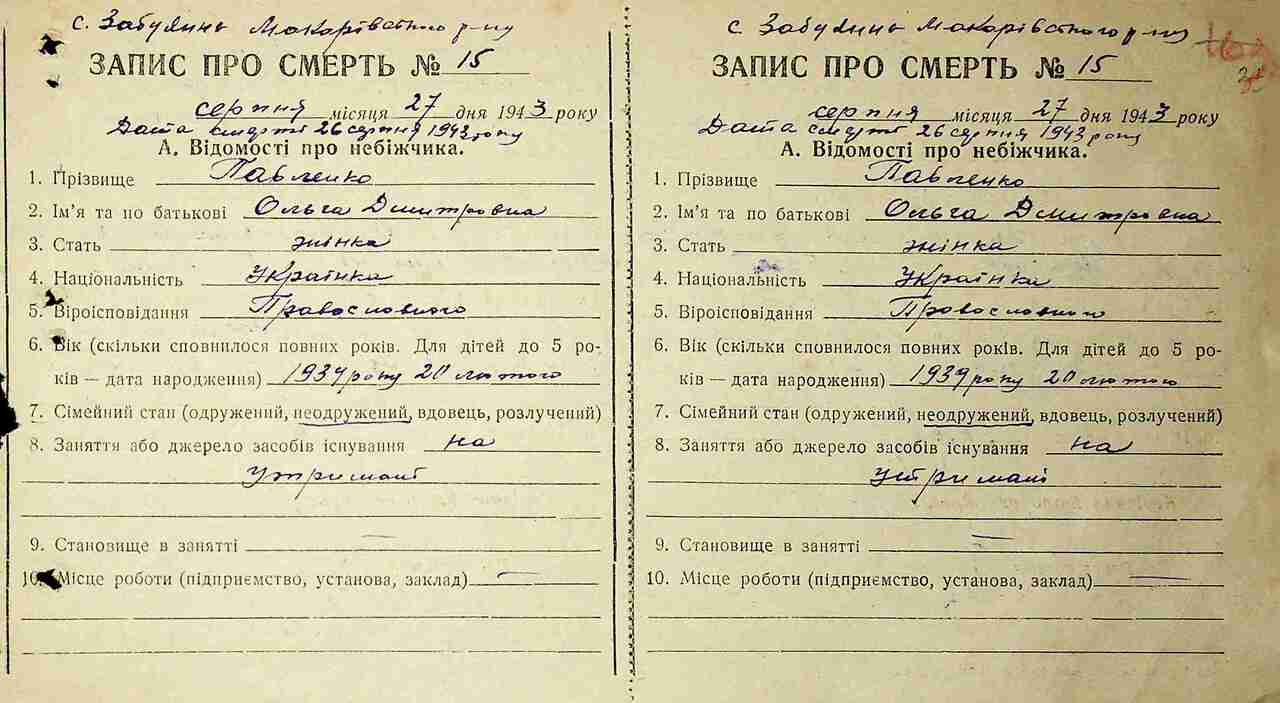 с. Забуяння Макарівського р-ну
ЗАПИС ПРО СМЕРТЬ № 15
серпня місяця 27 дня 1943 року
Дата смерті 26 серпня 1943 року
А. Відомості про небіжчика.
1. Прізвище Павленко
2. Ім'я та по батькові Ольга Дмитровна
3. Стать жінка
4. Національність Українка
5. Віроісповідання Православного
6. Вік (скільки сповнилося повних років. Для дітей до 5 ро-
ків — дата народження) 1939 року 20 лютого
7. Сімейний стан (одружений, неодружений, вдовець, розлучений)
8. Заняття або джерело засобів існування на
утримані
9. Становище в занятті —
10. Місце роботи (підприємство, установа, заклад) —
с. Забуяння Макарівського р-ну
ЗАПИС ПРО СМЕРТЬ № 15
серпня місяця 27 дня 1943 року
Дата смерті 26 серпня 1943 року
А. Відомості про небіжчика.
1. Прізвище Павленко
2. Ім'я та по батькові Ольга Дмитровна
3. Стать жінка
4. Національність Українка
5. Віроісповідання Православного
6. Вік (скільки сповнилося повних років. Для дітей до 5 ро-
ків — дата народження) 1939 року 20 лютого
7. Сімейний стан (одружений, неодружений, вдовець, розлучений)
8. Заняття або джерело засобів існування на
утримані
9. Становище в занятті —
10. Місце роботи (підприємство, установа, заклад) —